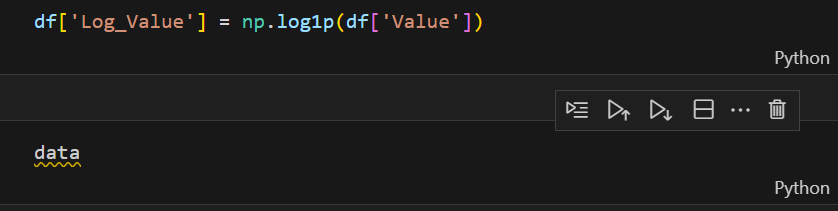 df['Log_Value'] = np.log1p(df['Value'])
Python
data
Python